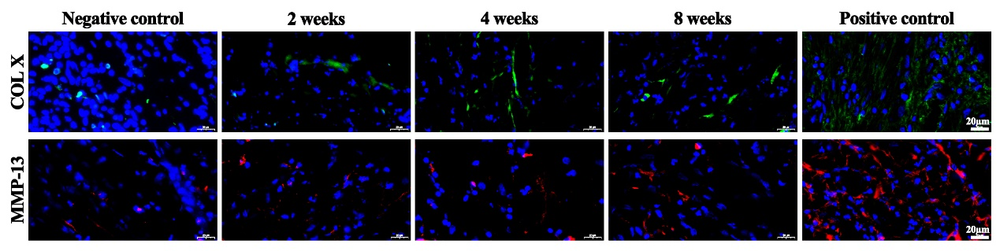 Negative control 2 weeks 4 weeks 8 weeks Positive control
COL X
20μm
MMP-13
20μm